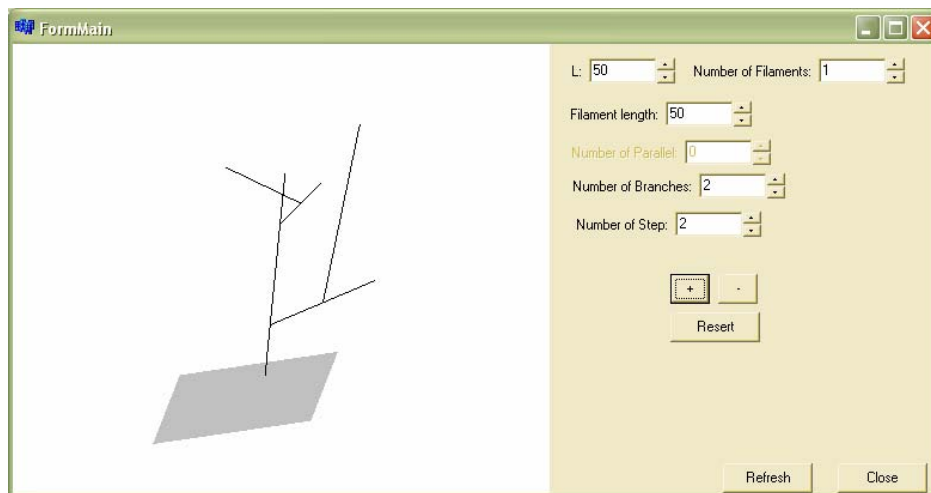 FormMain
L: 50 Number of Filaments: 1
Filament length: 50
Number of Parallel: 0
Number of Branches: 2
Number of Step: 2
+ -
Resert
Refresh Close